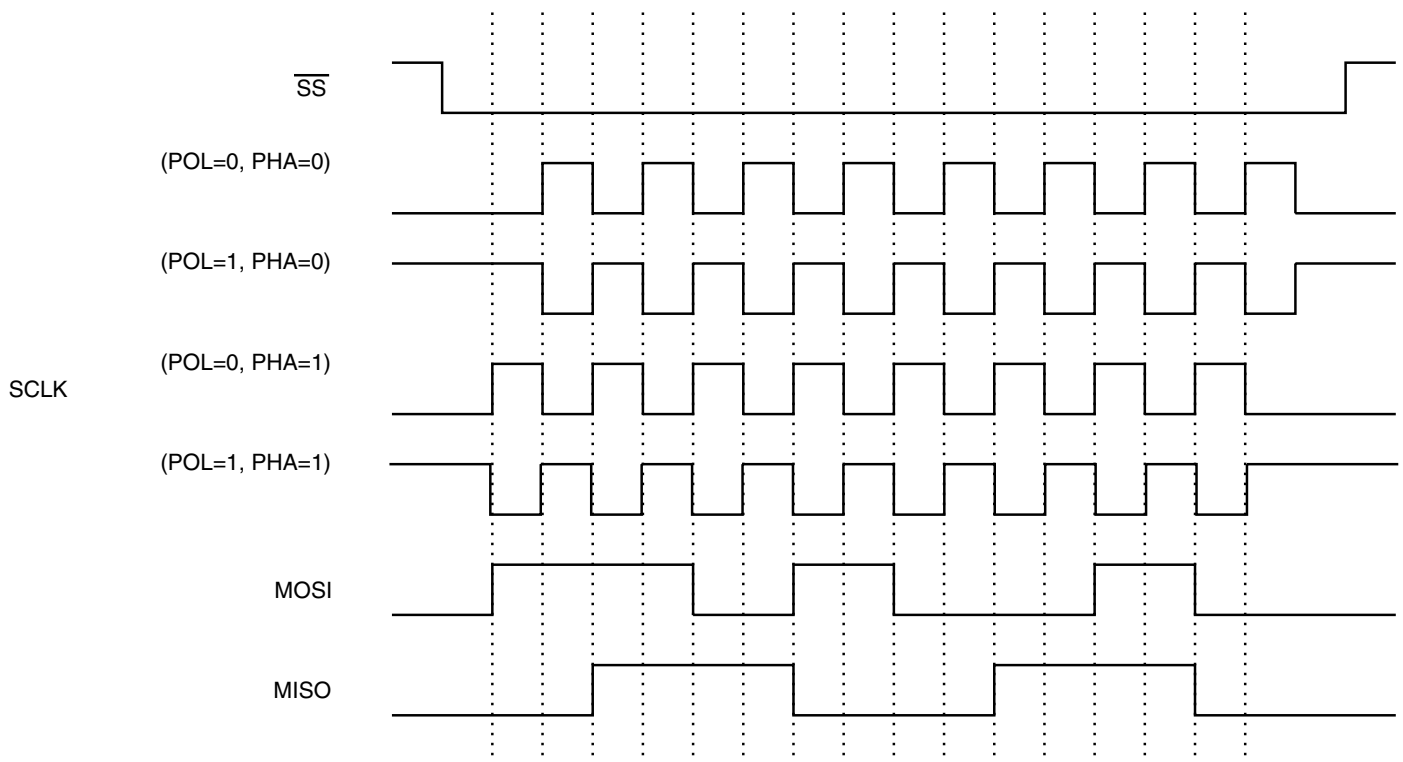 SS
(POL=0, PHA=0)
(POL=1, PHA=0)
(POL=0, PHA=1)
SCLK
(POL=1, PHA=1)
MOSI
MISO